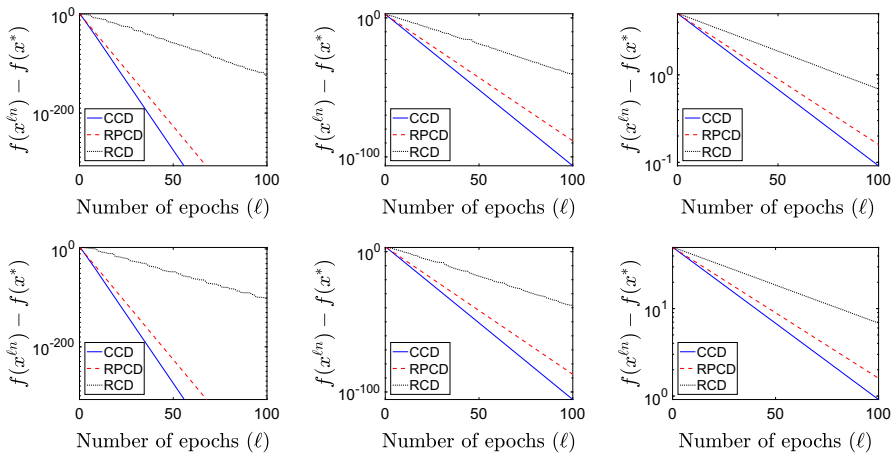 f(x^{ℓn}) − f(x^*)
10^0
10^{-200}
CCD
RPCD
RCD
0 50 100
Number of epochs (ℓ)
f(x^{ℓn}) − f(x^*)
10^0
10^{-100}
CCD
RPCD
RCD
0 50 100
Number of epochs (ℓ)
f(x^{ℓn}) − f(x^*)
10^0
10^{-1}
CCD
RPCD
RCD
0 50 100
Number of epochs (ℓ)
f(x^{ℓn}) − f(x^*)
10^0
10^{-200}
CCD
RPCD
RCD
0 50 100
Number of epochs (ℓ)
f(x^{ℓn}) − f(x^*)
10^0
10^{-100}
CCD
RPCD
RCD
0 50 100
Number of epochs (ℓ)
f(x^{ℓn}) − f(x^*)
10^1
10^0
CCD
RPCD
RCD
0 50 100
Number of epochs (ℓ)